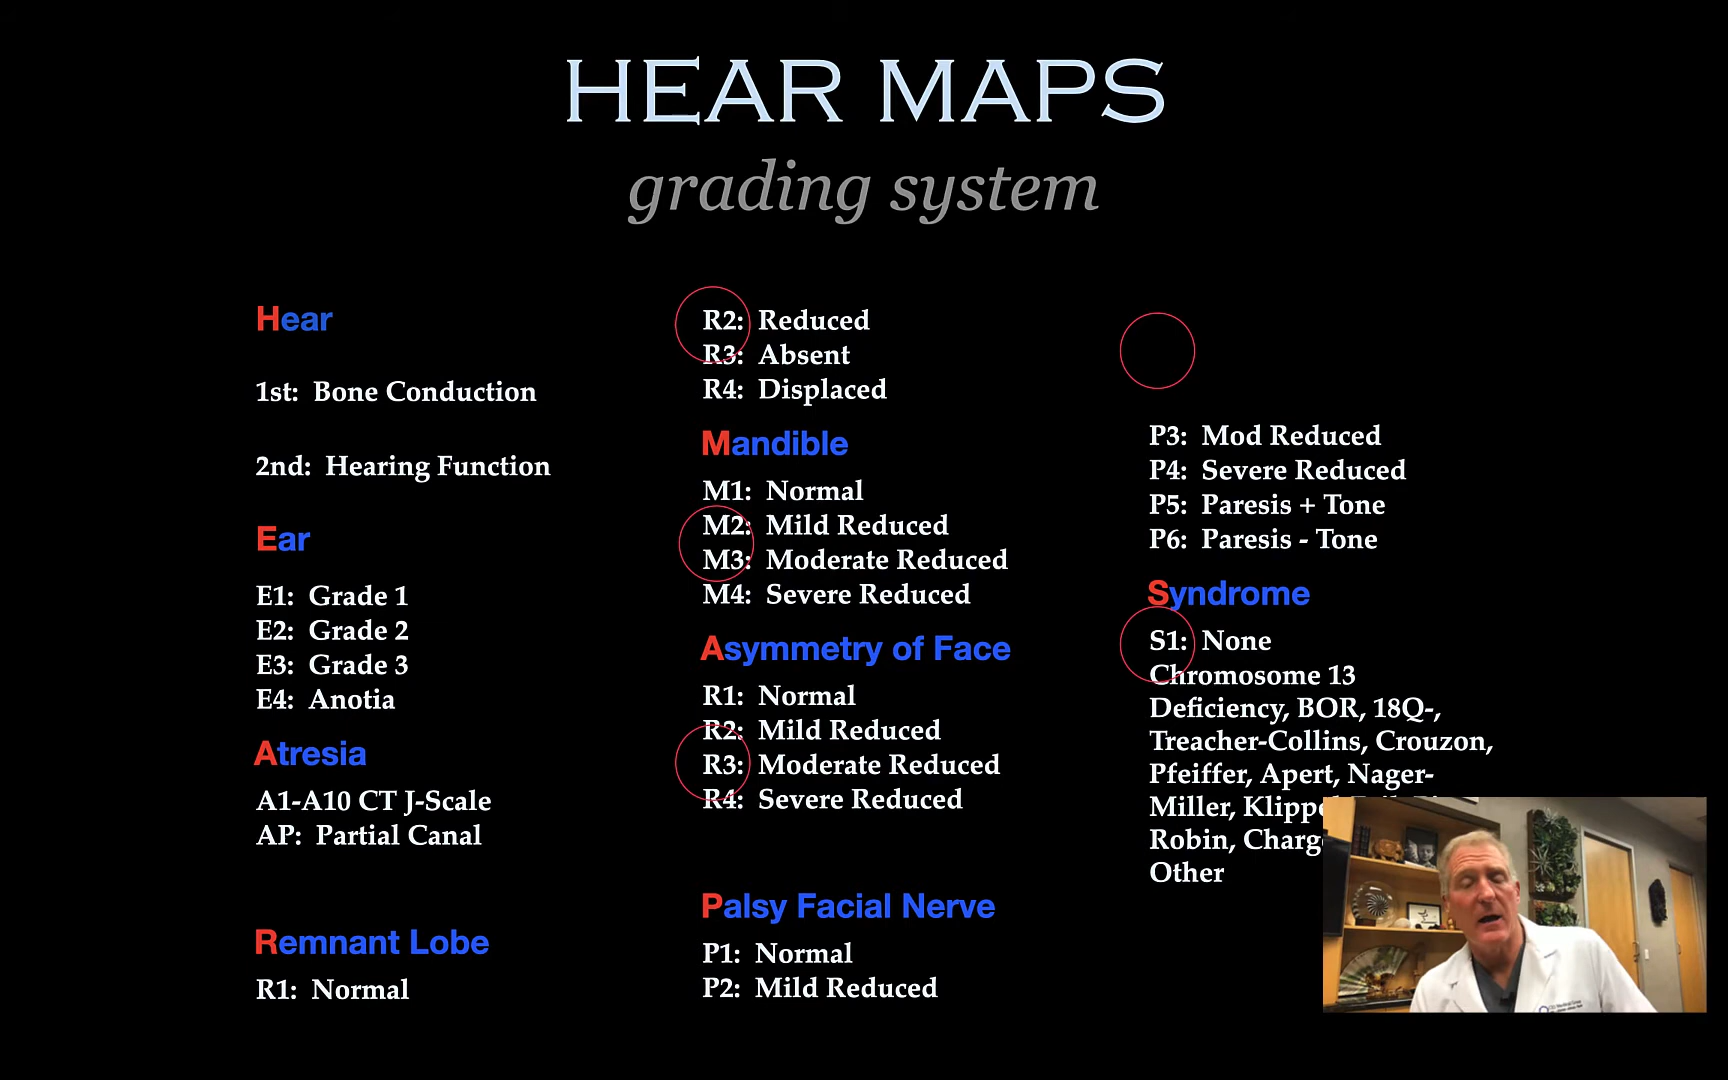 HEAR MAPS
grading system
Hear
1st: Bone Conduction
2nd: Hearing Function
Ear
E1: Grade 1
E2: Grade 2
E3: Grade 3
E4: Anotia
Atresia
A1-A10 CT J-Scale
AP: Partial Canal
Remnant Lobe
R1: Normal
R2: Reduced
R3: Absent
R4: Displaced
Mandible
M1: Normal
M2: Mild Reduced
M3: Moderate Reduced
M4: Severe Reduced
Asymmetry of Face
R1: Normal
R2: Mild Reduced
R3: Moderate Reduced
R4: Severe Reduced
Palsy Facial Nerve
P1: Normal
P2: Mild Reduced
P3: Mod Reduced
P4: Severe Reduced
P5: Paresis + Tone
P6: Paresis - Tone
Syndrome
S1: None
Chromosome 13
Deficiency, BOR, 18Q-,
Treacher-Collins, Crouzon,
Pfeiffer, Apert, Nager-
Miller,
Robin,
Other